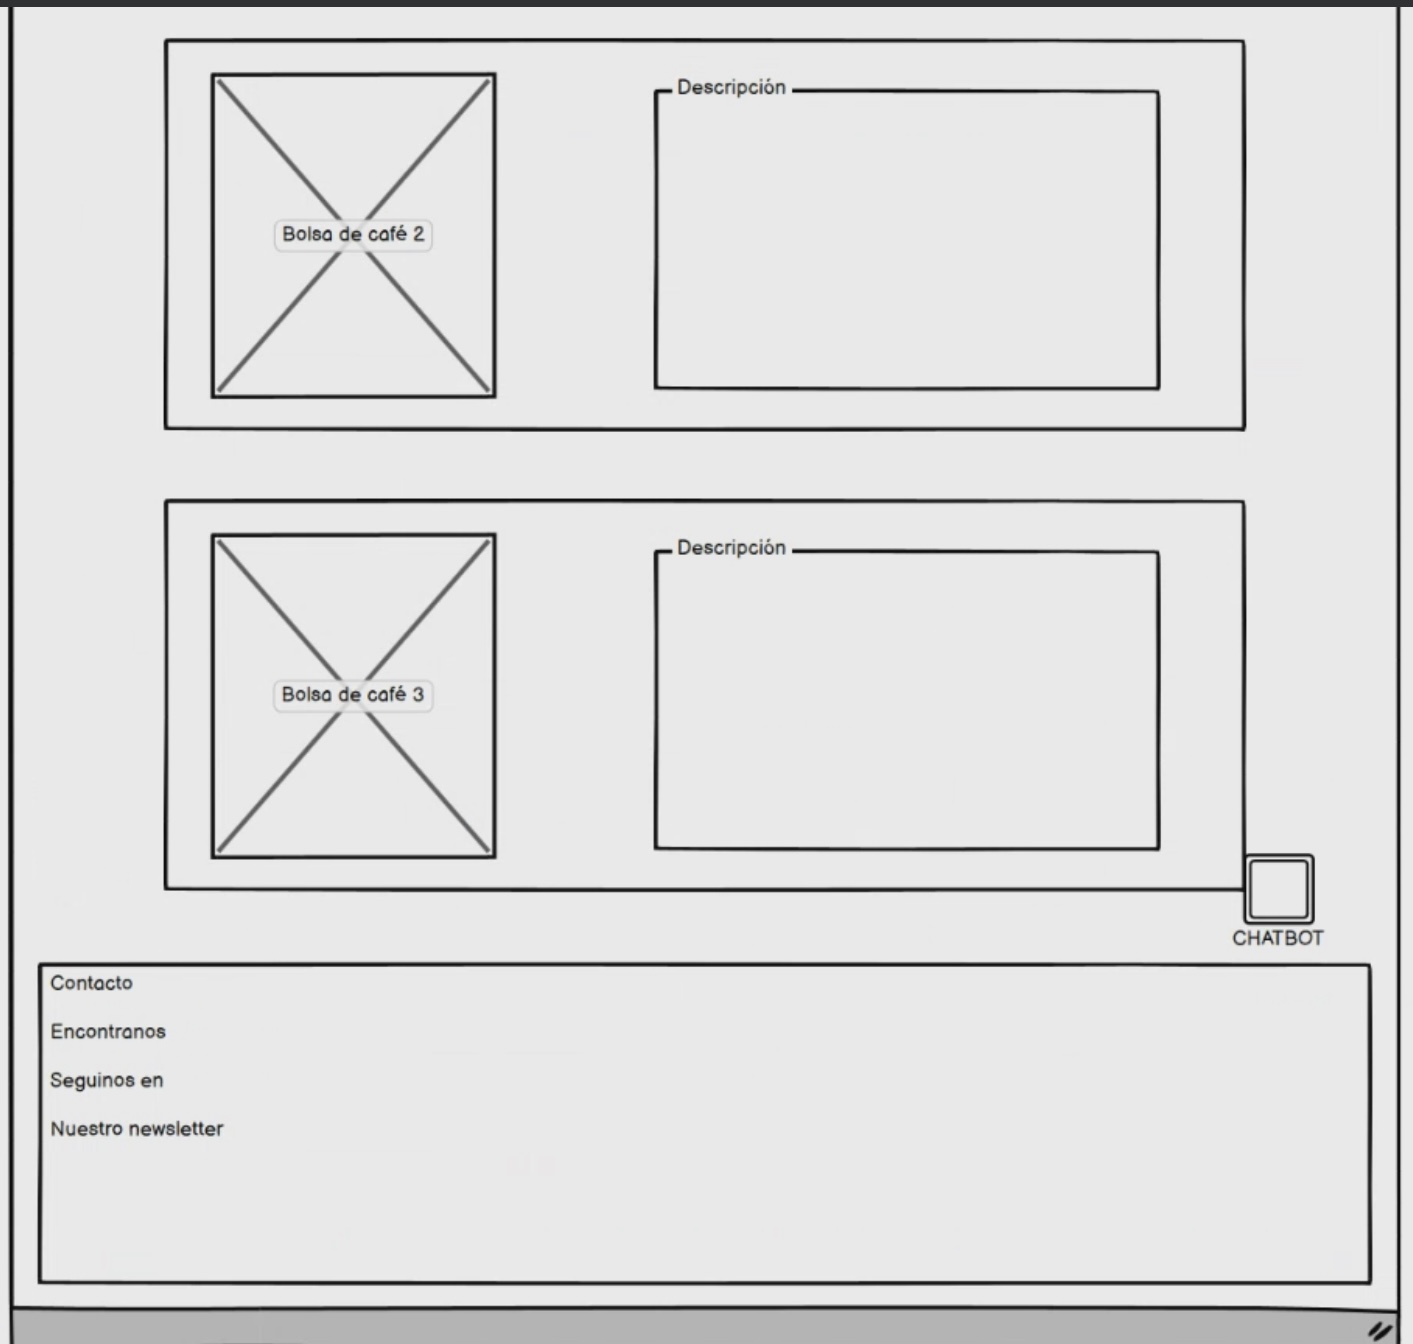 Descripción
Bolsa de café 2
Descripción
Bolsa de café 3
CHATBOT
Contacto
Encontranos
Seguinos en
Nuestro newsletter